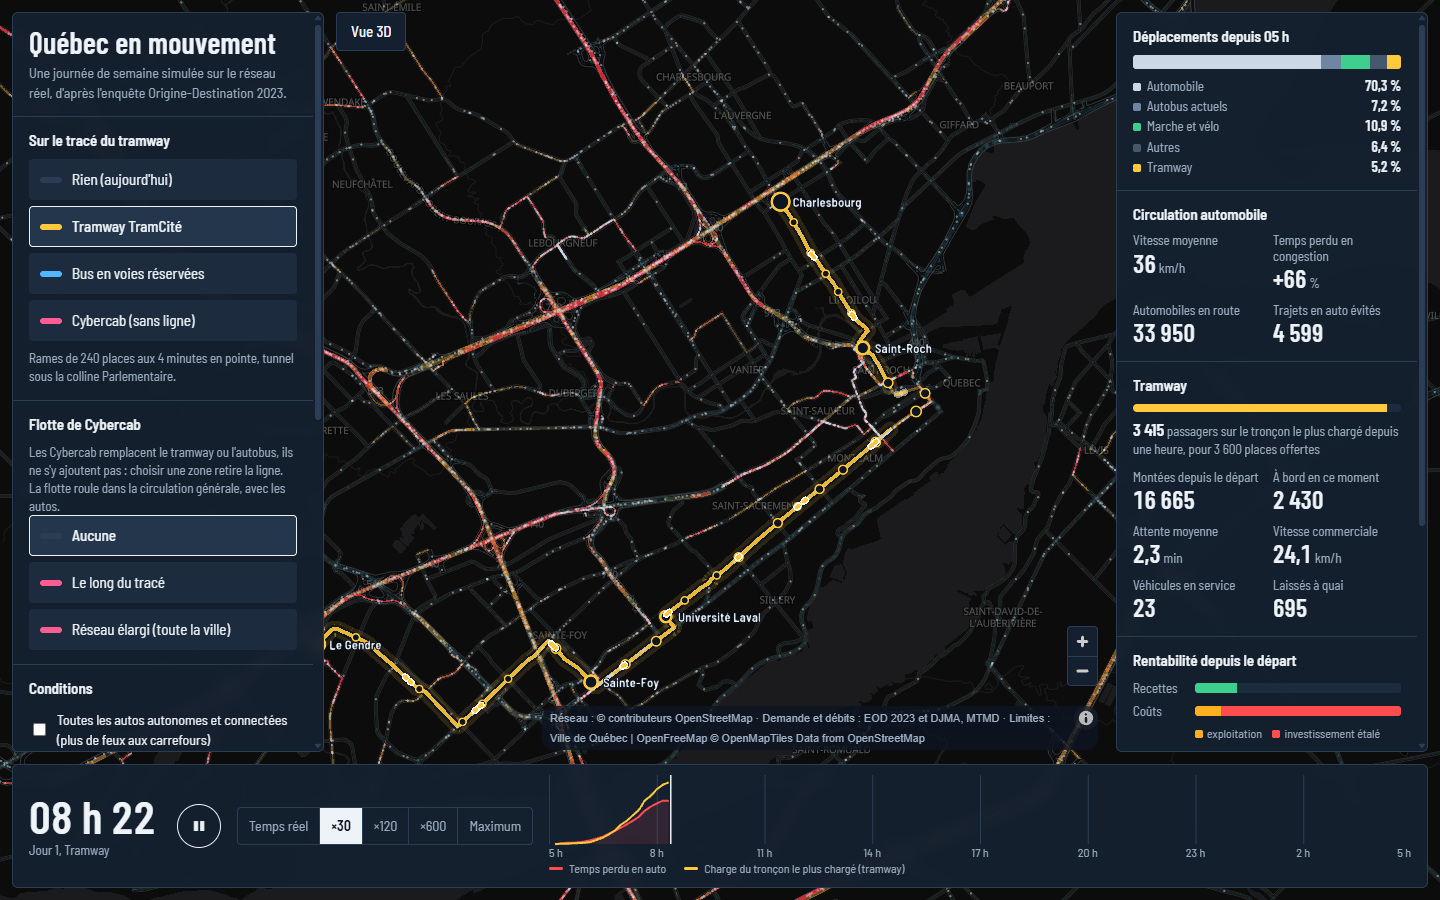 Québec en mouvement
Une journée de semaine simulée sur le réseau
réel, d'après l'enquête Origine-Destination 2023.
Sur le tracé du tramway
Rien (aujourd'hui)
Tramway TramCité
Bus en voies réservées
Cybercab (sans ligne)
Rames de 240 places aux 4 minutes en pointe, tunnel
sous la colline Parlementaire.
Flotte de Cybercab
Les Cybercab remplacent le tramway ou l'autobus, ils
ne s'y ajoutent pas : choisir une zone retire la ligne.
La flotte roule dans la circulation générale, avec les
autos.
Aucune
Le long du tracé
Réseau élargi (toute la ville)
Conditions
Toutes les autos autonomes et connectées
(plus de feux aux carrefours)
Vue 3D
SAINT-ÉMILE
CHARLESBOURG
BEAUPORT
L'AUVERGNE
GIFFARD
NEUFCHÂTEL
Charlesbourg
LEBOURGNEUF
LIMOILOU
Saint-Roch
VANIER
QUÉBEC
LES SAULES
DUBERGER
SAINT-SAUVEUR
MONTCALM
SAINT-SACREMENT
SILLERY
SAINT-DAVID-DE-
L'AUBERIVIÈRE
Université Laval
SAINTE-FOY
Le Gendre
Sainte-Foy
SAINT-ROMUALD
+
−
Réseau : © contributeurs OpenStreetMap · Demande et débits : EOD 2023 et DJMA, MTMD · Limites :
Ville de Québec | OpenFreeMap © OpenMapTiles Data from OpenStreetMap
Déplacements depuis 05 h
Automobile 70,3 %
Autobus actuels 7,2 %
Marche et vélo 10,9 %
Autres 6,4 %
Tramway 5,2 %
Circulation automobile
Vitesse moyenne
36 km/h
Temps perdu en
congestion
+66 %
Automobiles en route
33 950
Trajets en auto évités
4 599
Tramway
3 415 passagers sur le tronçon le plus chargé depuis
une heure, pour 3 600 places offertes
Montées depuis le départ
16 665
À bord en ce moment
2 430
Attente moyenne
2,3 min
Vitesse commerciale
24,1 km/h
Véhicules en service
23
Laissés à quai
695
Rentabilité depuis le départ
Recettes
Coûts
exploitation investissement étalé
08 h 22
Jour 1, Tramway
Temps réel ×30 ×120 ×600 Maximum
5 h 8 h 11 h 14 h 17 h 20 h 23 h 2 h 5 h
Temps perdu en auto Charge du tronçon le plus chargé (tramway)